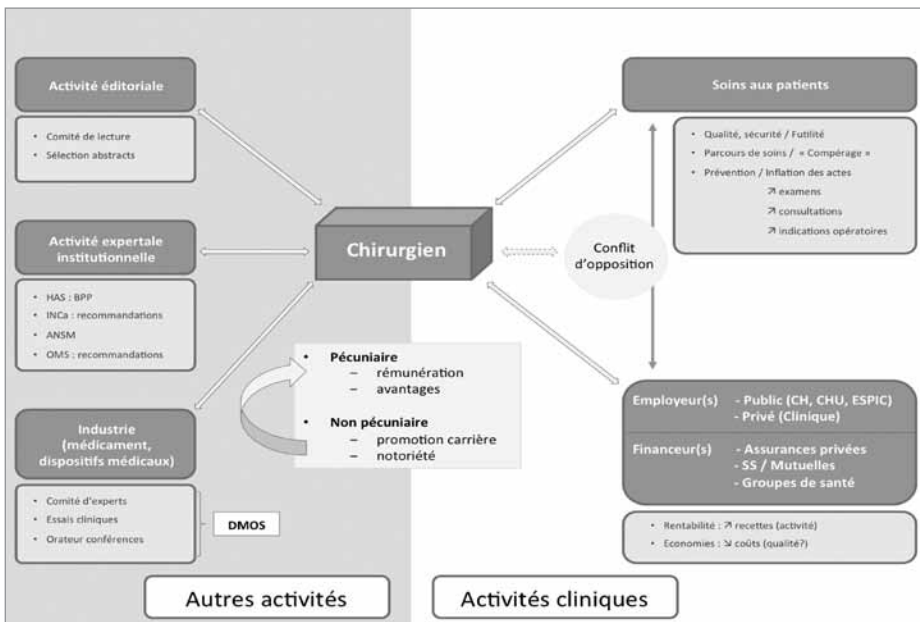 Activité éditoriale
• Comité de lecture
• Sélection abstracts
Activité expertale
institutionnelle
• HAS : BPP
• INCa : recommandations
• ANSM
• OMS : recommandations
Industrie
(médicament,
dispositifs médicaux)
• Comité d'experts
• Essais cliniques
• Orateur conférences
DMOS
Chirurgien
• Pécuniaire
– rémunération
– avantages
• Non pécuniaire
– promotion carrière
– notoriété
Conflit
d'opposition
Soins aux patients
• Qualité, sécurité / Futilité
• Parcours de soins / « Compérage »
• Prévention / Inflation des actes
↗ examens
↗ consultations
↗ indications opératoires
Employeur(s) - Public (CH, CHU, ESPIC)
- Privé (Clinique)
Financeur(s) - Assurances privées
- SS / Mutuelles
- Groupes de santé
• Rentabilité : ↗ recettes (activité)
• Economies : ↘ coûts (qualité?)
Autres activités
Activités cliniques